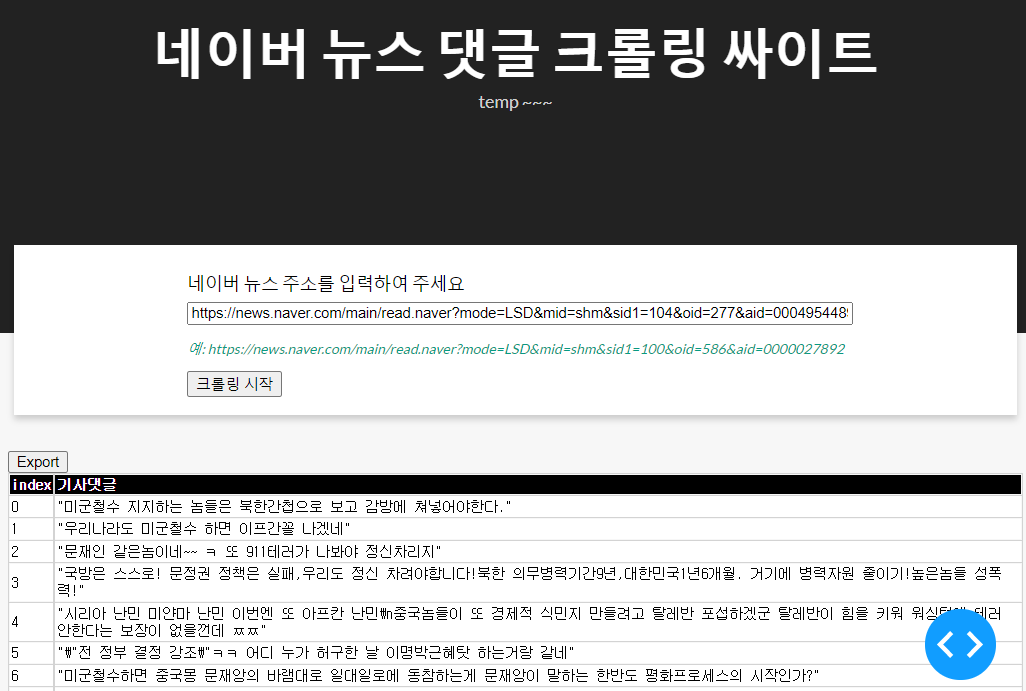 네이버 뉴스 댓글 크롤링 싸이트
temp ~~~
네이버 뉴스 주소를 입력하여 주세요
https://news.naver.com/main/read.naver?mode=LSD&mid=shm&sid1=104&oid=277&aid=000495448
예: https://news.naver.com/main/read.naver?mode=LSD&mid=shm&sid1=100&oid=586&aid=0000027892
크롤링 시작
Export
index 기사댓글
0 "미군철수 지지하는 놈들은 북한간첩으로 보고 감방에 쳐넣어야한다."
1 "우리나라도 미군철수 하면 이프간꼴 나겠네"
2 "문재인 같은놈이네~~ ㅋ 또 911테러가 나봐야 정신차리지"
3 "국방은 스스로! 문정권 정책은 실패,우리도 정신 차려야합니다!북한 의무병력기간9년,대한민국1년6개월. 거기에 병력자원 줄이기!높은놈들 성폭
력!"
4 "시리아 난민 미얀마 난민 이번엔 또 아프칸 난민\n중국놈들이 또 경제적 식민지 만들려고 탈레반 포섭하겠군 탈레반이 힘을 키워 워싱턴에 테러
안한다는 보장이 없을껀데 ㅉㅉ"
5 "\"전 정부 결정 강조\"ㅋㅋ 어디 누가 허구한 날 이명박근혜탓 하는거랑 같네"
6 "미군철수하면 중국몽 문재앙의 바램대로 일대일로에 동참하는게 문재앙이 말하는 한반도 평화프로세스의 시작인가?"